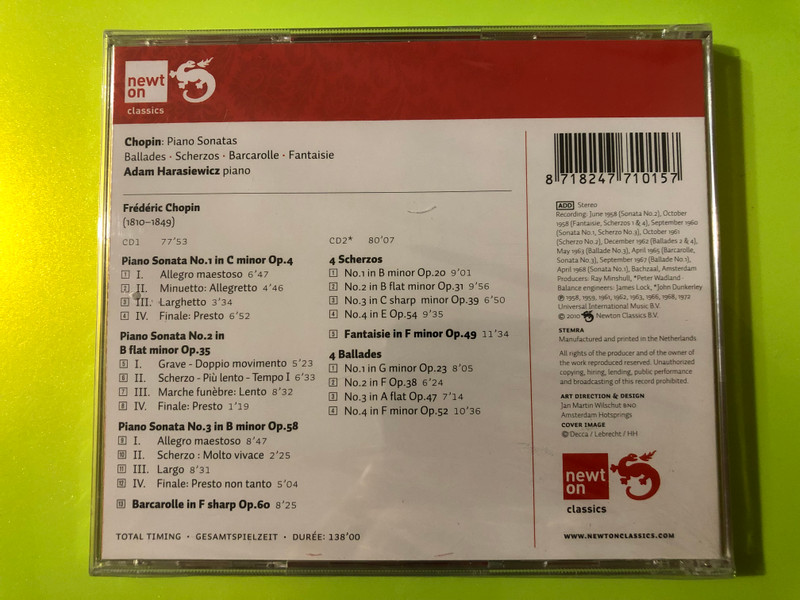 newt
on
classics
Chopin: Piano Sonatas
Ballades · Scherzos · Barcarolle · Fantaisie
Adam Harasiewicz piano
Frédéric Chopin
(1810–1849)
CD1 77'53
Piano Sonata No.1 in C minor Op.4
1 I. Allegro maestoso 6'47
2 II. Minuetto: Allegretto 4'46
3 III. Larghetto 3'34
4 IV. Finale: Presto 6'52
Piano Sonata No.2 in
B flat minor Op.35
5 I. Grave - Doppio movimento 5'23
6 II. Scherzo - Più lento - Tempo I 6'33
7 III. Marche funèbre: Lento 8'32
8 IV. Finale: Presto 1'19
Piano Sonata No.3 in B minor Op.58
9 I. Allegro maestoso 8'47
10 II. Scherzo : Molto vivace 2'25
11 III. Largo 8'31
12 IV. Finale: Presto non tanto 5'04
13 Barcarolle in F sharp Op.60 8'25
TOTAL TIMING · GESAMTSPIELZEIT · DURÉE: 138'00
CD2* 80'07
4 Scherzos
1 No.1 in B minor Op.20 9'01
2 No.2 in B flat minor Op.31 9'56
3 No.3 in C sharp minor Op.39 6'50
4 No.4 in E Op.54 9'35
5 Fantaisie in F minor Op.49 11'34
4 Ballades
No.1 in G minor Op.23 8'05
No.2 in F Op.38 6'24
No.3 in A flat Op.47 7'14
No.4 in F minor Op.52 10'36
8 718247 710157
ADD Stereo
Recording: June 1958 (Sonata No.2), October
1958 (Fantaisie, Scherzos 1 & 4), September 1960
(Sonata No.1, Scherzo No.3), October 1961
(Scherzo No.2), December 1962 (Ballades 2 & 4),
May 1963 (Ballade No.3), April 1965 (Barcarolle,
Sonata No.3), September 1967 (Ballade No.1),
April 1968 (Sonata No.1), Bachzaal, Amsterdam
Producers: Ray Minshull, *Peter Wadland
Balance engineers: James Lock, *John Dunkerley
℗ 1958, 1959, 1961, 1962, 1963, 1966, 1968, 1972
Universal International Music B.V.
© 2010 Newton Classics B.V.
STEMRA
Manufactured and printed in the Netherlands
All rights of the producer and of the owner of
the work reproduced reserved. Unauthorized
copying, hiring, lending, public performance
and broadcasting of this record prohibited.
ART DIRECTION & DESIGN
Jan Martin Wilschut BNO
Amsterdam Hotsprings
COVER IMAGE
© Decca / Lebrecht / HH
newt
on
classics
WWW.NEWTONCLASSICS.COM